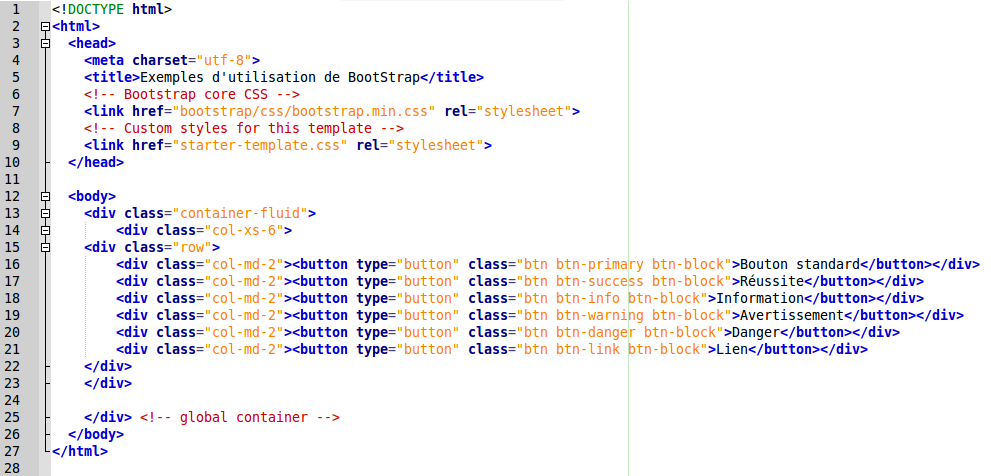 1 <!DOCTYPE html>
2 <html>
3 <head>
4 <meta charset="utf-8">
5 <title>Exemples d'utilisation de BootStrap</title>
6 <!-- Bootstrap core CSS -->
7 <link href="bootstrap/css/bootstrap.min.css" rel="stylesheet">
8 <!-- Custom styles for this template -->
9 <link href="starter-template.css" rel="stylesheet">
10 </head>
11
12 <body>
13 <div class="container-fluid">
14 <div class="col-xs-6">
15 <div class="row">
16 <div class="col-md-2"><button type="button" class="btn btn-primary btn-block">Bouton standard</button></div>
17 <div class="col-md-2"><button type="button" class="btn btn-success btn-block">Réussite</button></div>
18 <div class="col-md-2"><button type="button" class="btn btn-info btn-block">Information</button></div>
19 <div class="col-md-2"><button type="button" class="btn btn-warning btn-block">Avertissement</button></div>
20 <div class="col-md-2"><button type="button" class="btn btn-danger btn-block">Danger</button></div>
21 <div class="col-md-2"><button type="button" class="btn btn-link btn-block">Lien</button></div>
22 </div>
23 </div>
24
25 </div> <!-- global container -->
26 </body>
27 </html>
28